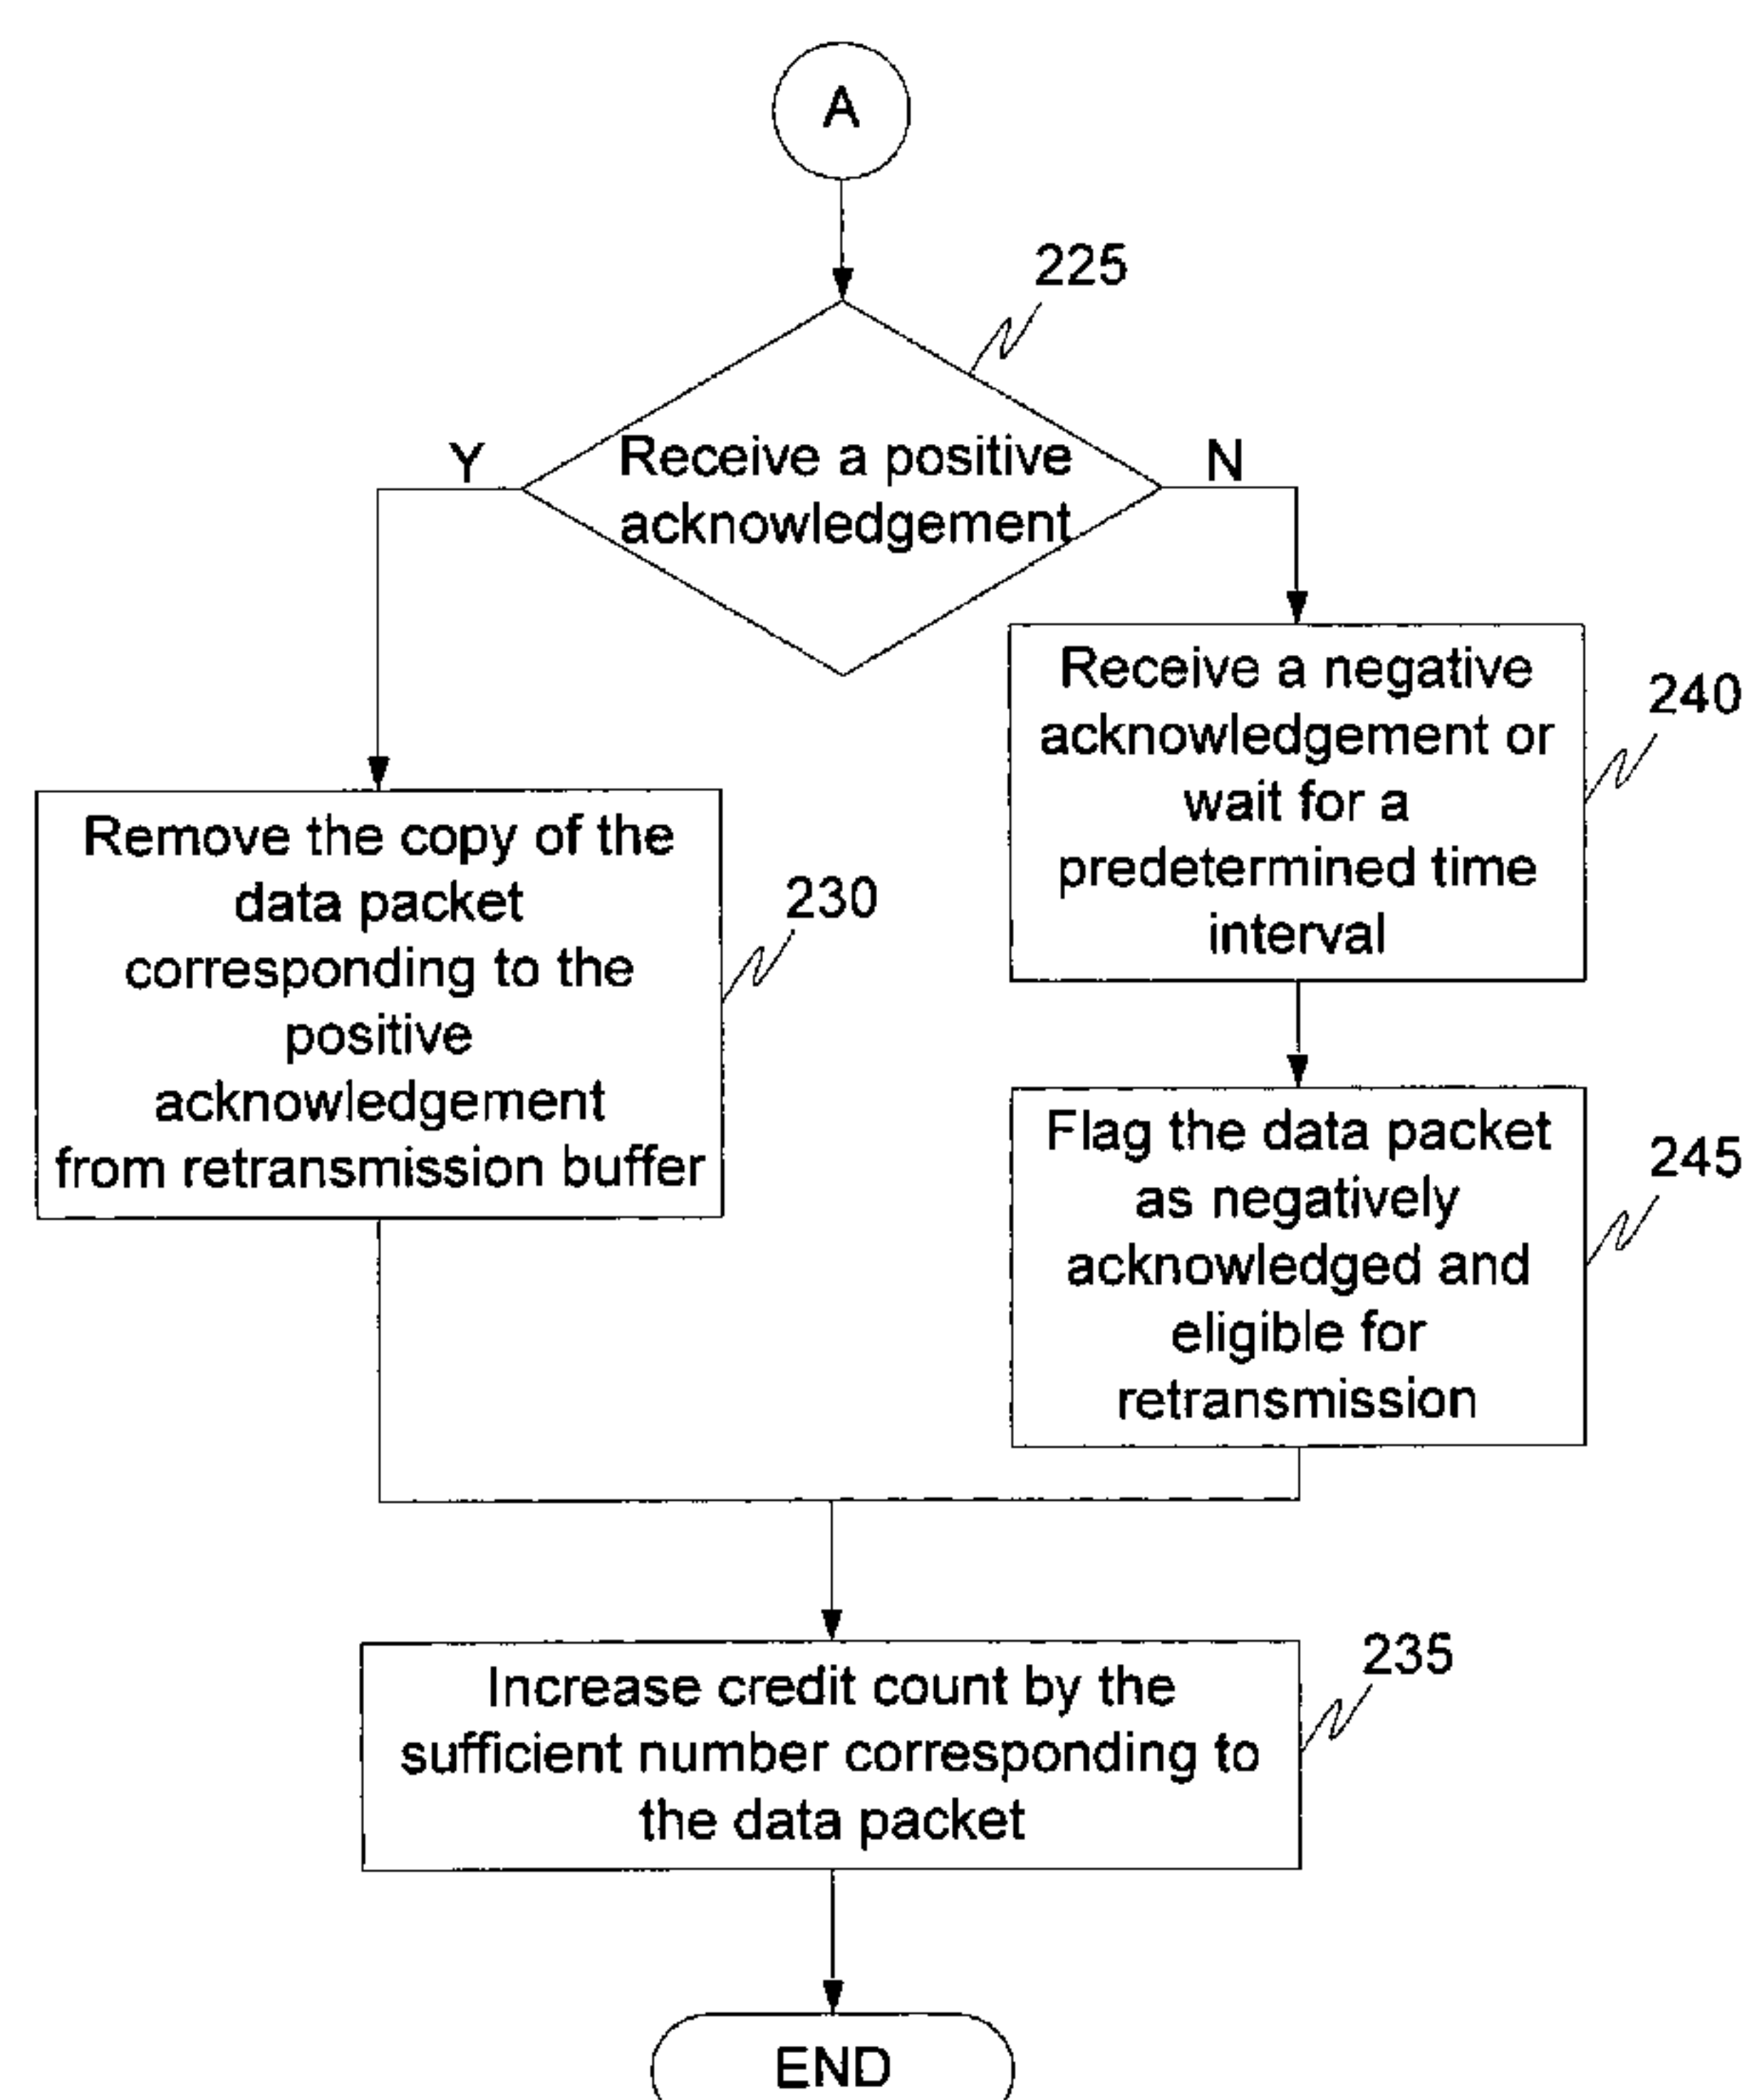 A
225
Y
Receive a positive
acknowledgement
N
Receive a negative
acknowledgement or
wait for a
predetermined time
interval
240
Remove the copy of the
data packet
corresponding to the
positive
acknowledgement
from retransmission buffer
230
Flag the data packet
as negatively
acknowledged and
eligible for
retransmission
245
Increase credit count by the
sufficient number corresponding to
the data packet
235
END